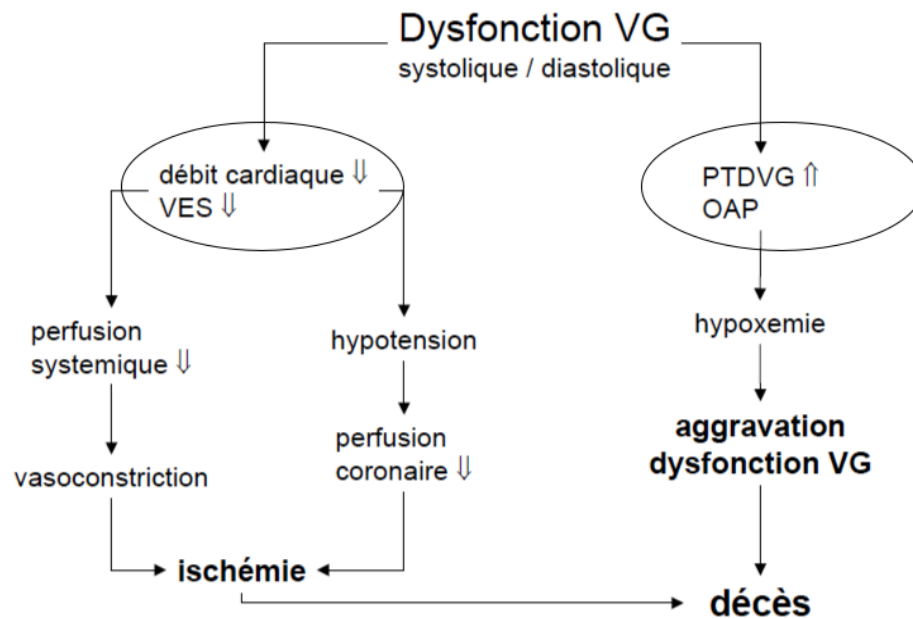 Dysfonction VG
systolique / diastolique
débit cardiaque ⇓
VES ⇓
PTDVG ⇑
OAP
perfusion
systemique ⇓
hypotension
hypoxemie
vasoconstriction
perfusion
coronaire ⇓
aggravation
dysfonction VG
ischémie
décès